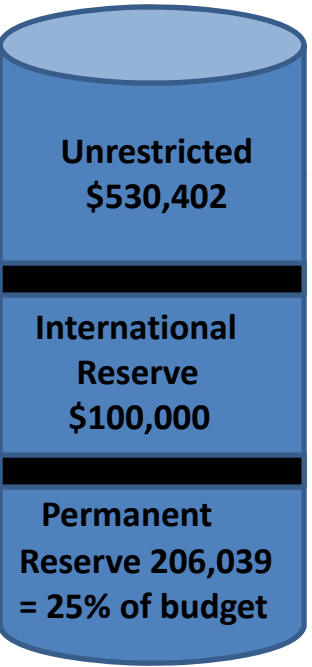 Unrestricted
$530,402
International
Reserve
$100,000
Permanent
Reserve 206,039
= 25% of budget